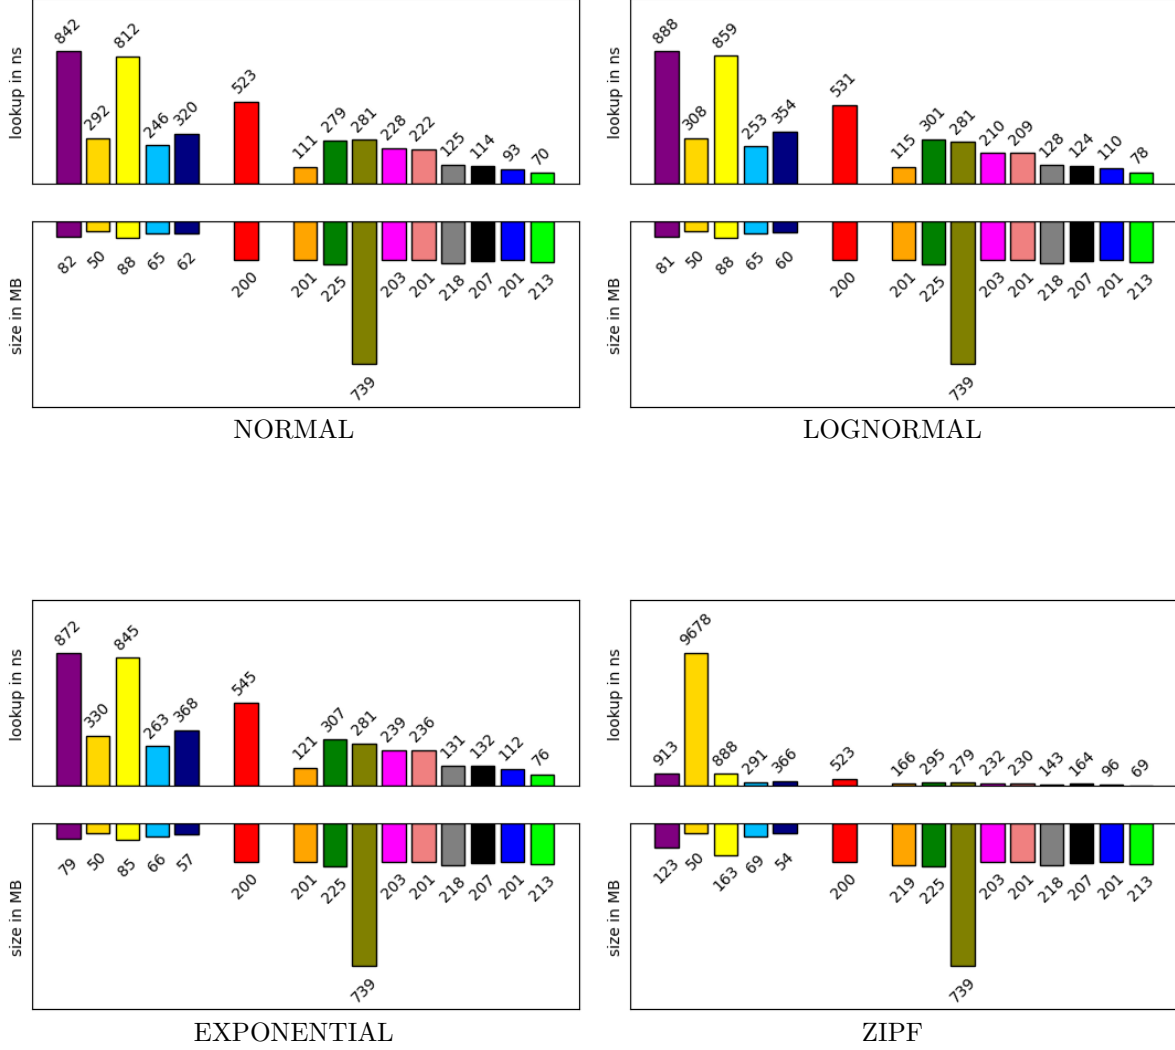 lookup in ns
842 292 812 246 320 523 111 279 281 228 222 125 114 93 70
size in MB
82 50 88 65 62 200 201 225 739 203 201 218 207 201 213
NORMAL
lookup in ns
888 308 859 253 354 531 115 301 281 210 209 128 124 110 78
size in MB
81 50 88 65 60 200 201 225 739 203 201 218 207 201 213
LOGNORMAL
lookup in ns
872 330 845 263 368 545 121 307 281 239 236 131 132 112 76
size in MB
79 50 85 66 57 200 201 225 739 203 201 218 207 201 213
EXPONENTIAL
lookup in ns
913 9678 888 291 366 523 166 295 279 232 230 143 164 96 69
size in MB
123 50 163 69 54 200 219 225 739 203 201 218 207 201 213
ZIPF